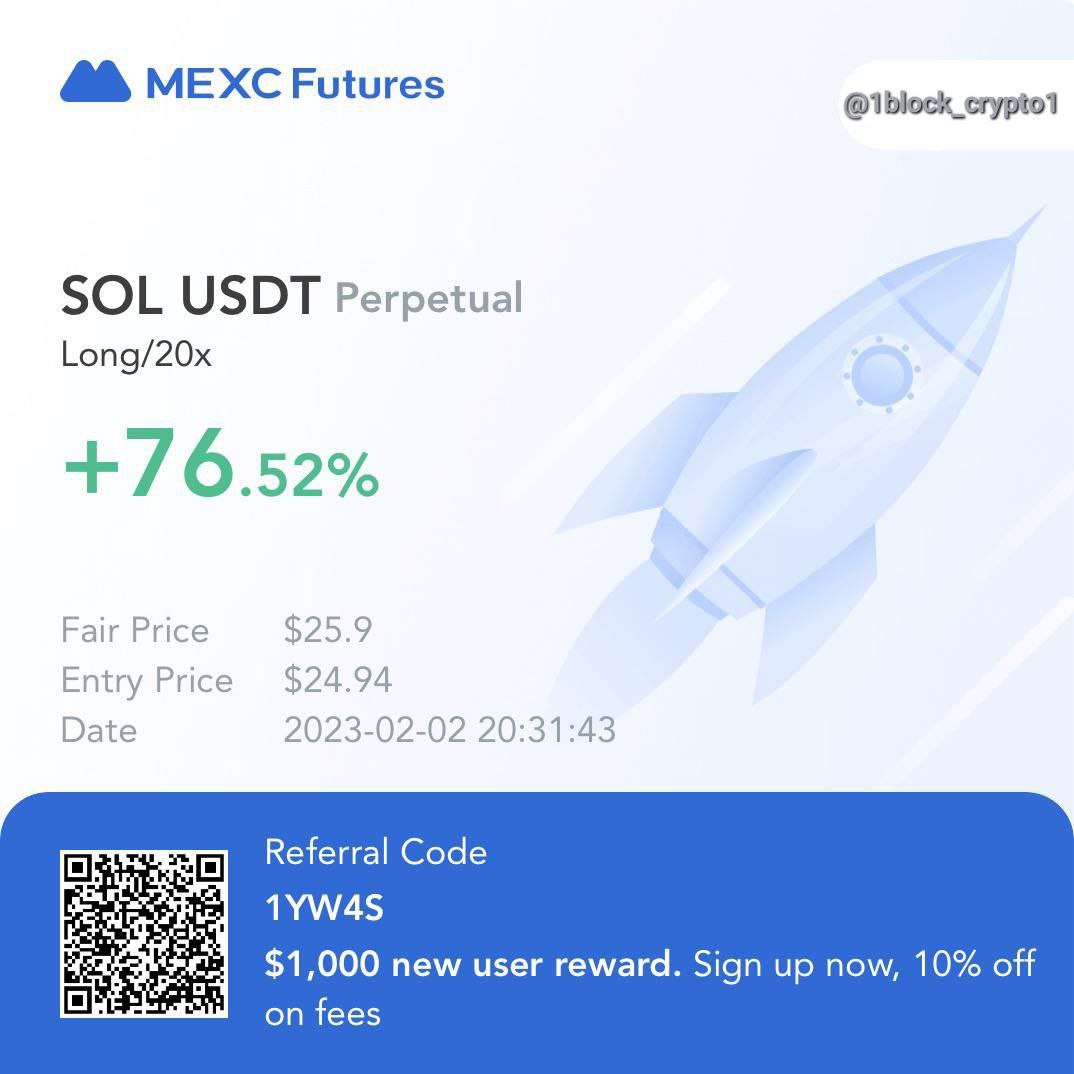 MEXC Futures
@1block_crypto1
SOL USDT Perpetual
Long/20x
+76.52%
Fair Price $25.9
Entry Price $24.94
Date 2023-02-02 20:31:43
Referral Code
1YW4S
$1,000 new user reward. Sign up now, 10% off
on fees